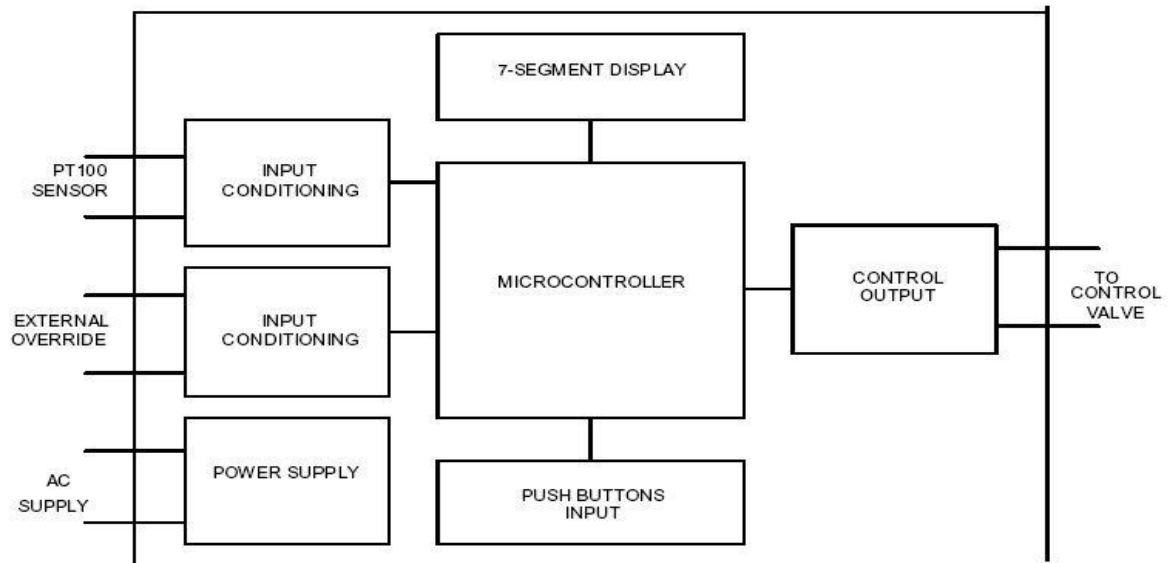 7-SEGMENT DISPLAY
PT100
SENSOR
INPUT
CONDITIONING
MICROCONTROLLER
CONTROL
OUTPUT
TO
CONTROL
VALVE
EXTERNAL
OVERRIDE
INPUT
CONDITIONING
AC
SUPPLY
POWER SUPPLY
PUSH BUTTONS
INPUT